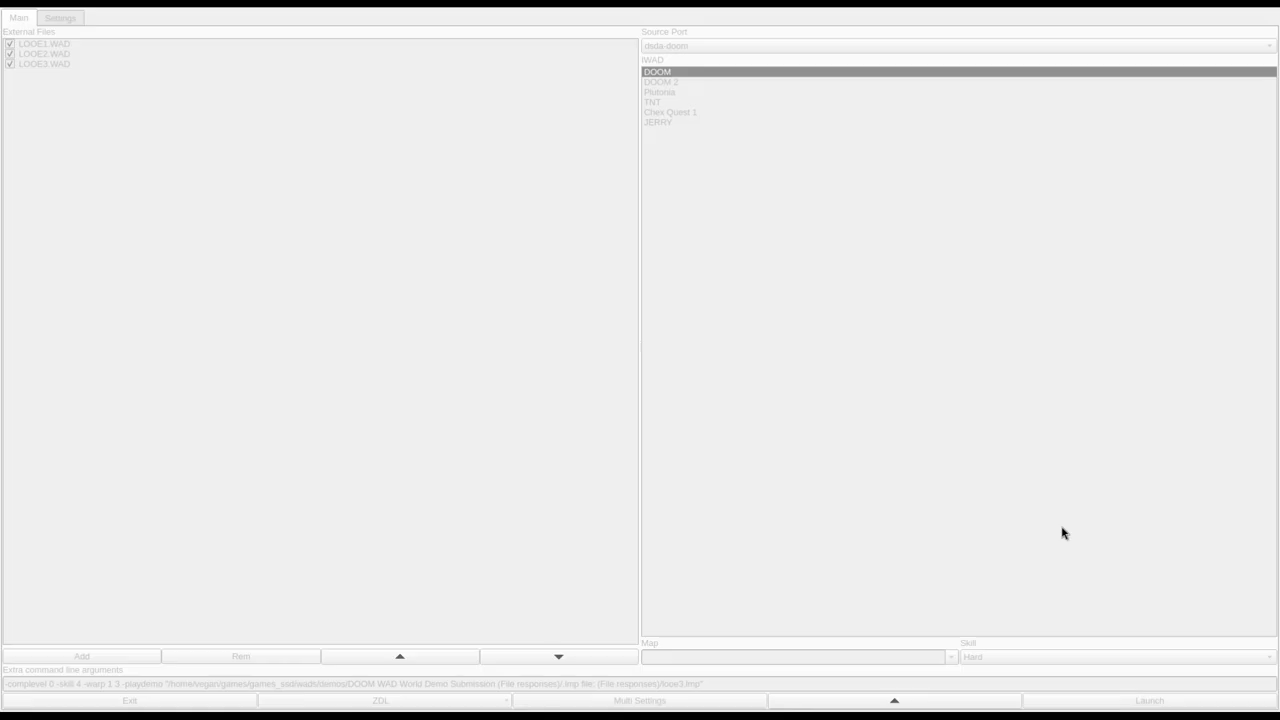 Main Settings
External Files
LOOE1.WAD
LOOE2.WAD
LOOE3.WAD
Source Port
dsda-doom
IWAD
DOOM
DOOM 2
Plutonia
TNT
Chex Quest 1
JERRY
Map Skill
Hard
Add Rem
Extra command line arguments
-complevel 0 -skill 4 -warp 1 3 -playdemo "/home/vegan/games/games_ssd/wads/demos/DOOM WAD World Demo Submission (File responses)/.lmp file: (File responses)/looe3.lmp"
Exit ZDL Multi Settings Launch